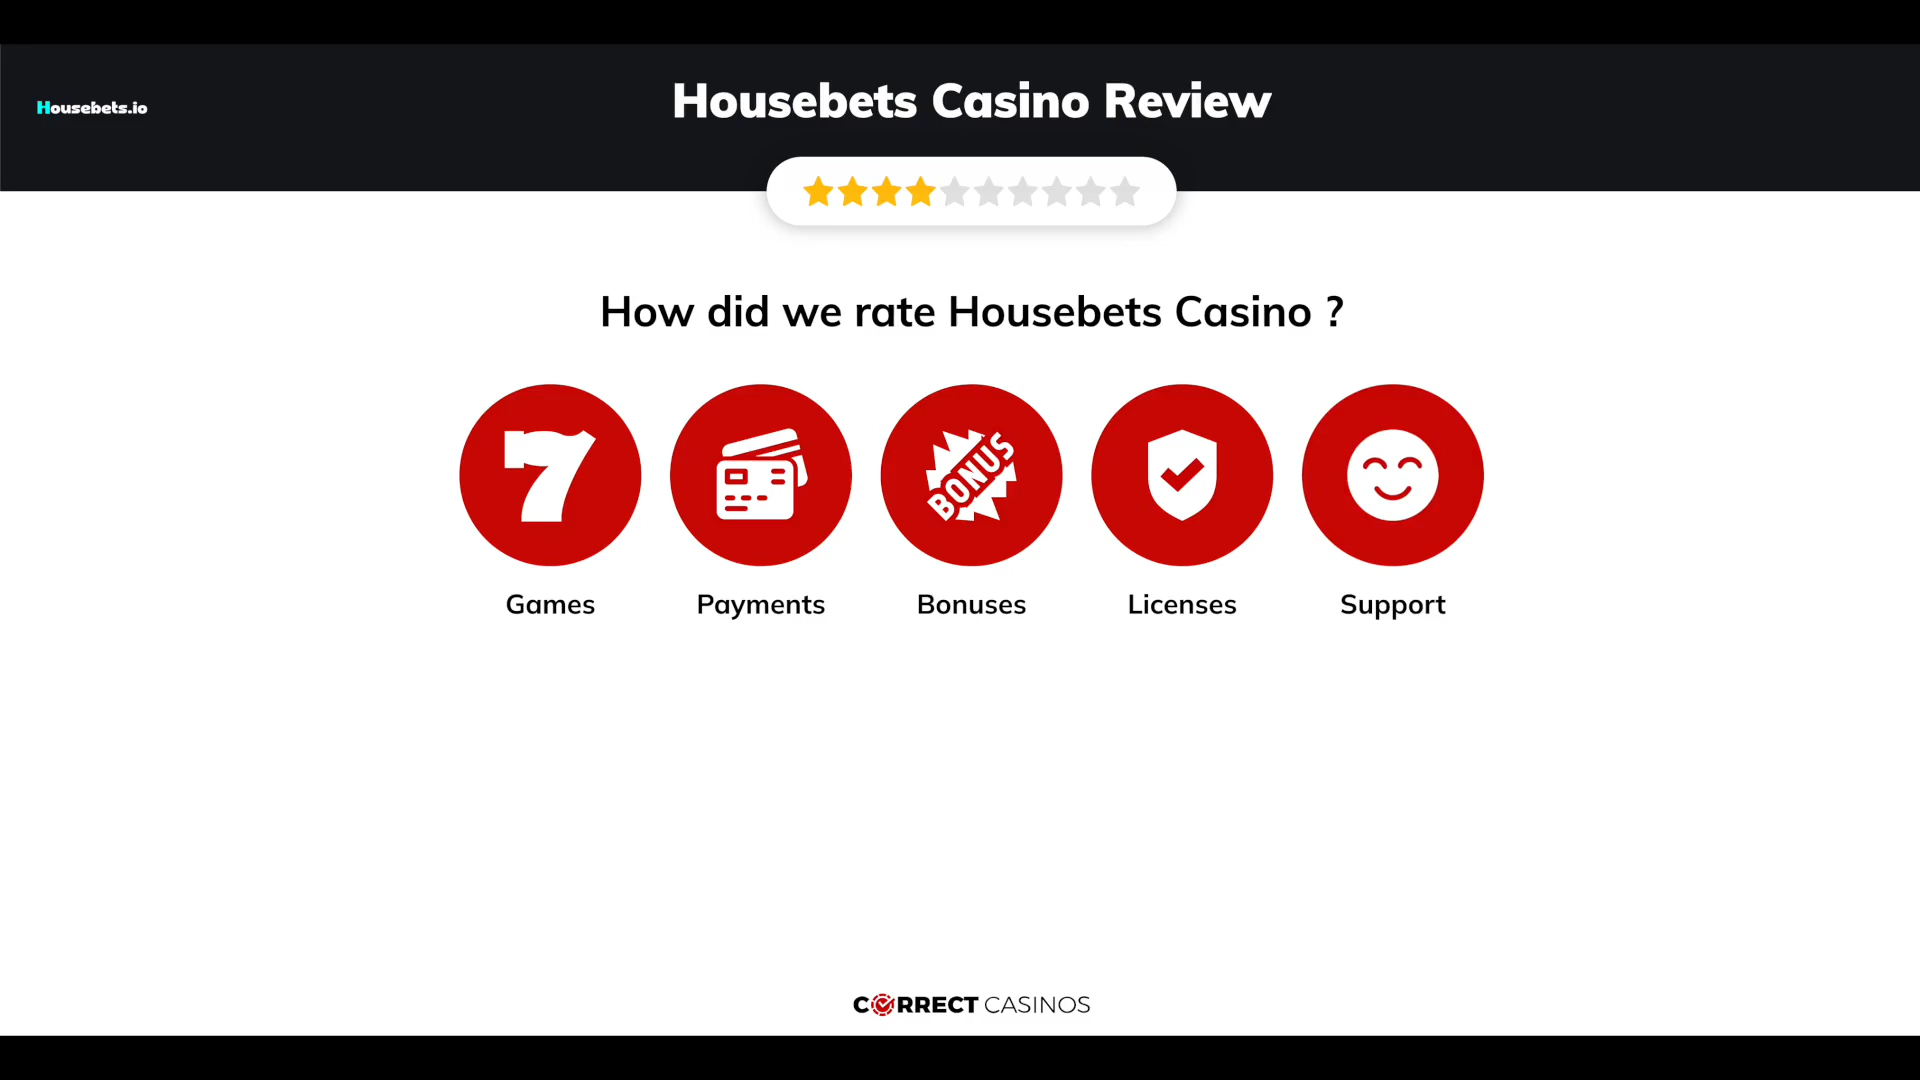 Housebets.io
Housebets Casino Review
How did we rate Housebets Casino ?
7
BONUS
Games
Payments
Bonuses
Licenses
Support
CORRECT CASINOS